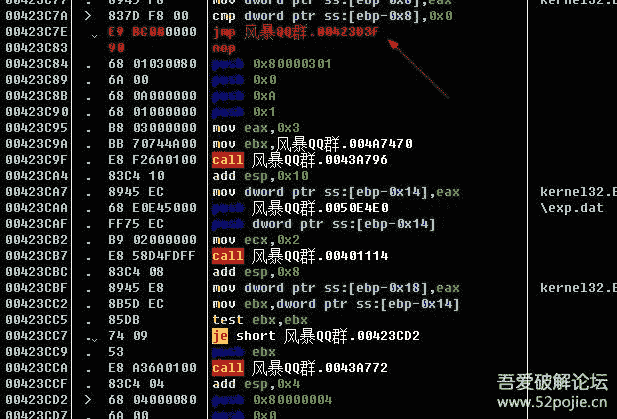 00423C7A > 837D F8 00 cmp dword ptr ss:[ebp-0x8],0x0
00423C7E . E9 BC000000 jmp 风暴QQ群.00423D3F
00423C83 90 nop
00423C84 . 68 01030080 push 0x80000301
00423C89 . 6A 00 push 0x0
00423C8B . 68 0A000000 push 0xA
00423C90 . 68 01000000 push 0x1
00423C95 . B8 03000000 mov eax,0x3
00423C9A . BB 70744A00 mov ebx,风暴QQ群.004A7470
00423C9F . E8 F26A0100 call 风暴QQ群.0043A796
00423CA4 . 83C4 10 add esp,0x10
00423CA7 . 8945 EC mov dword ptr ss:[ebp-0x14],eax kernel32.
00423CAA . 68 E0E45000 push 风暴QQ群.0050E4E0 \exp.dat
00423CAF . FF75 EC push dword ptr ss:[ebp-0x14]
00423CB2 . B9 02000000 mov ecx,0x2
00423CB7 . E8 58D4FDFF call 风暴QQ群.00401114
00423CBC . 83C4 08 add esp,0x8
00423CBF . 8945 E8 mov dword ptr ss:[ebp-0x18],eax kernel32.
00423CC2 . 8B5D EC mov ebx,dword ptr ss:[ebp-0x14]
00423CC5 . 85DB test ebx,ebx
00423CC7 . 74 09 je short 风暴QQ群.00423CD2
00423CC9 . 53 push ebx
00423CCA . E8 A36A0100 call 风暴QQ群.0043A772
00423CCF . 83C4 04 add esp,0x4
00423CD2 > 68 04000080 push 0x80000004
00423CD7 . 6A 00 push 0x0
吾爱破解论坛
www.52pojie.cn